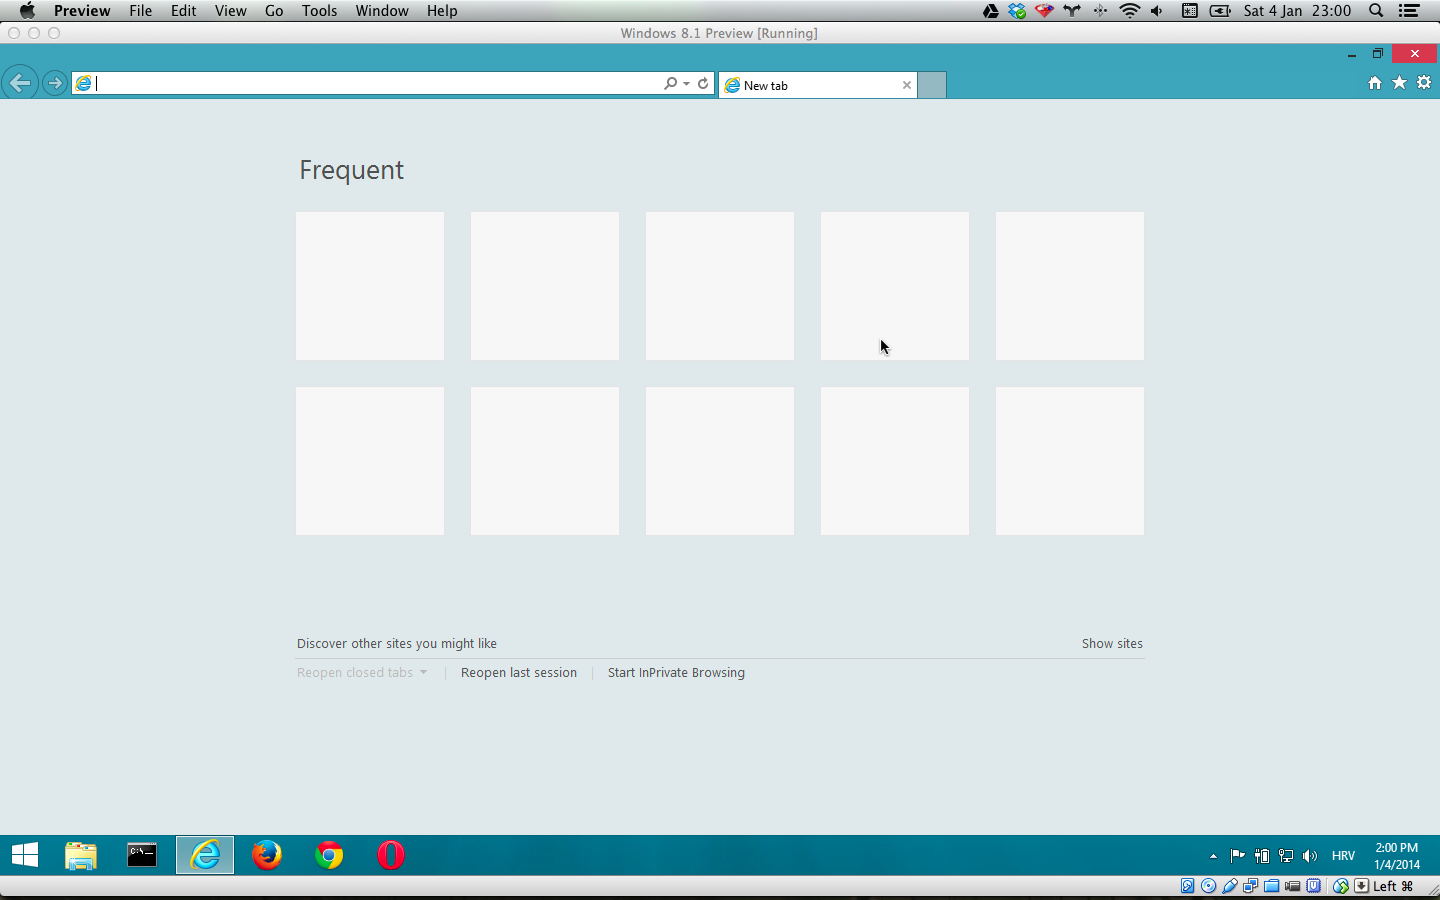 Preview File Edit View Go Tools Window Help Sat 4 Jan 23:00
Windows 8.1 Preview [Running]
New tab
Frequent
Discover other sites you might like Show sites
Reopen closed tabs Reopen last session Start InPrivate Browsing
C:\._
HRV 2:00 PM
1/4/2014
Left ⌘